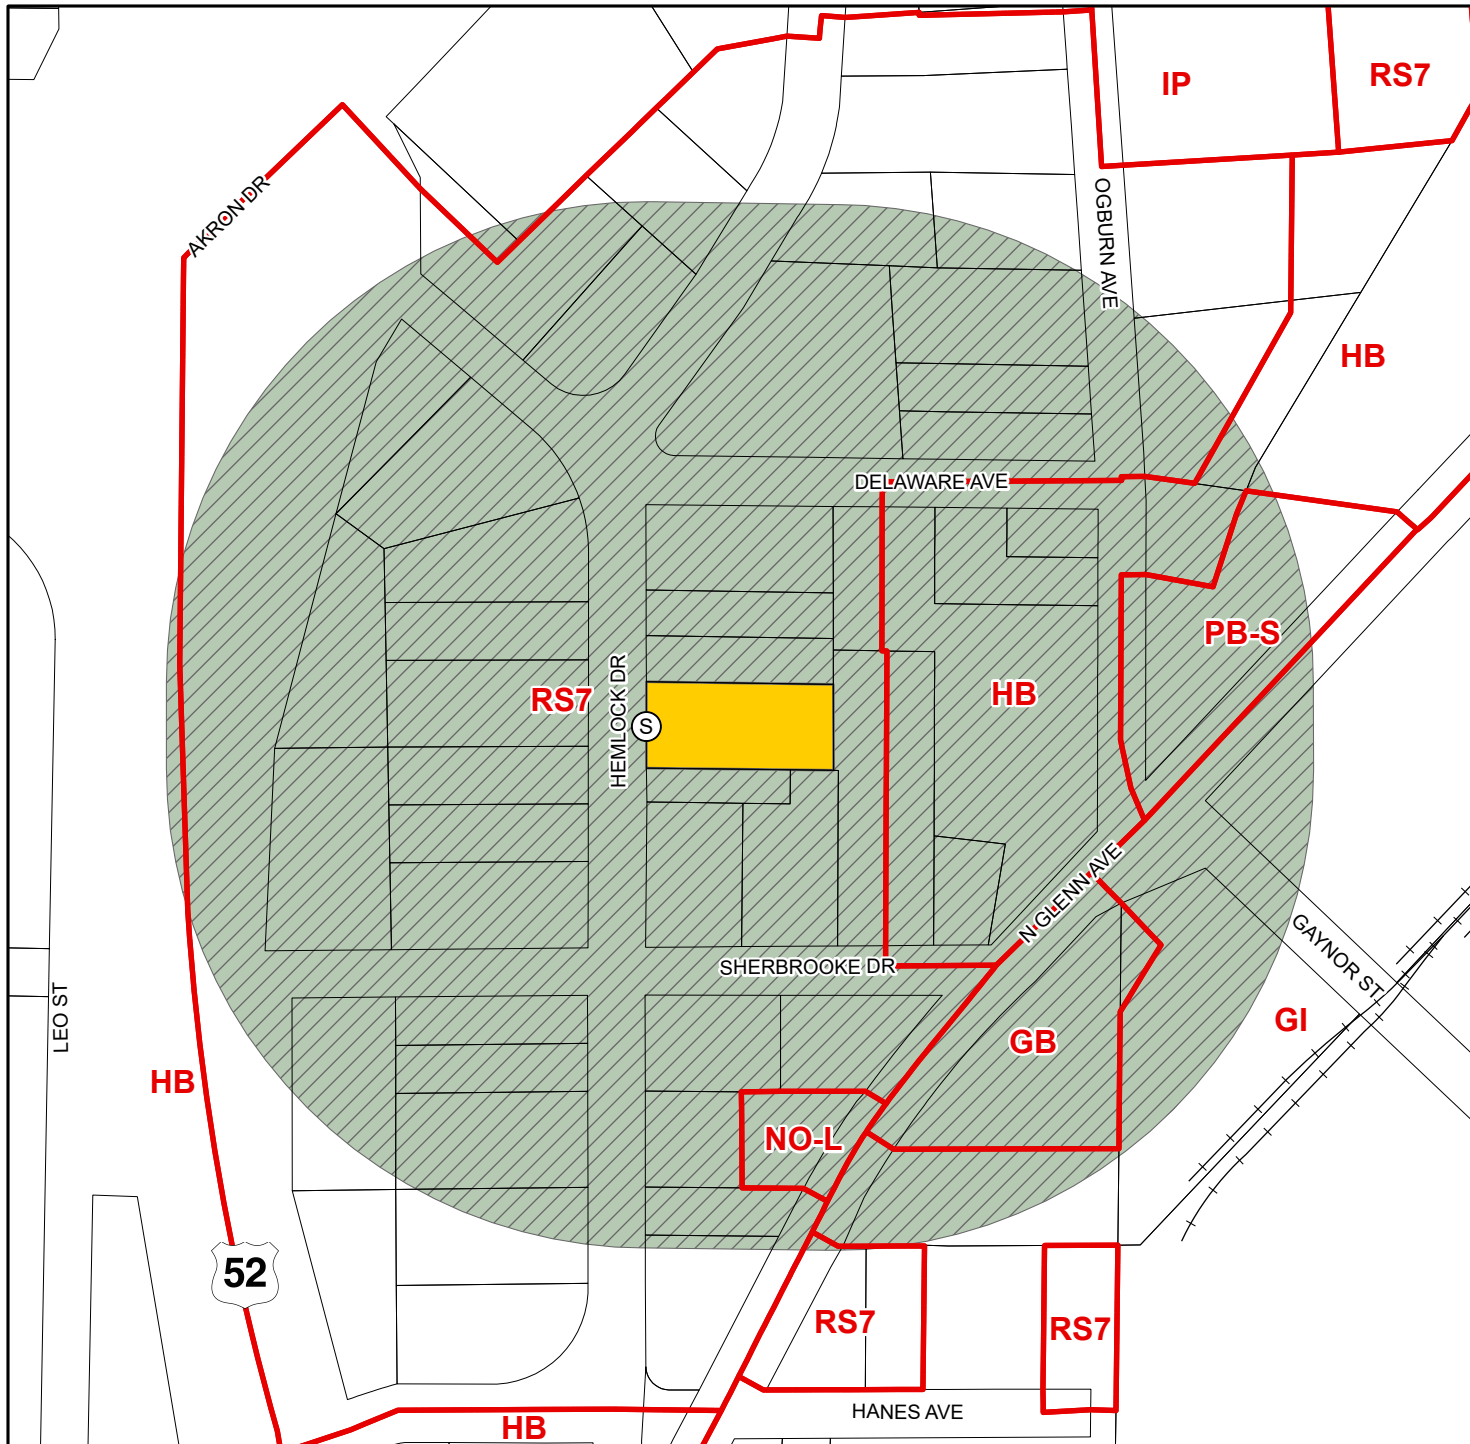 IP
RS7
AKRON DR
OGBURN AVE
HB
DELAWARE AVE
PB-S
RS7
HEMLOCK DR
S
HB
N GLENN AVE
SHERBROOKE DR
GAYNOR ST
LEO ST
GI
GB
HB
NO-L
52
RS7
RS7
HANES AVE
HB